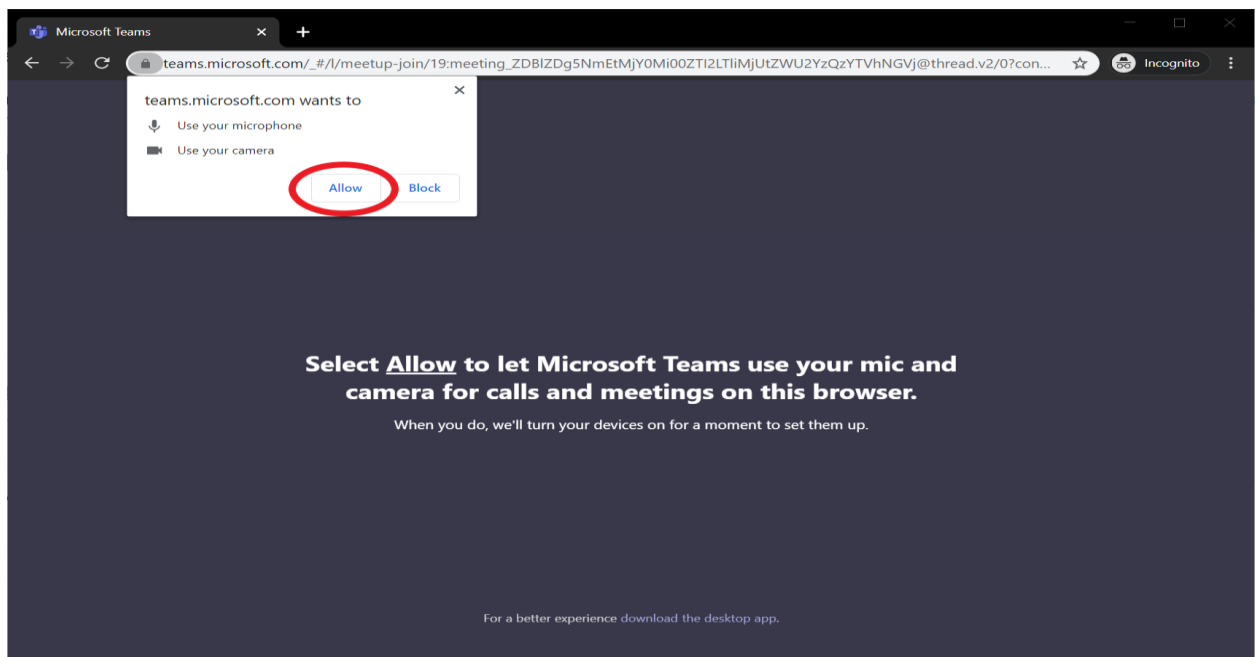 Microsoft Teams
teams.microsoft.com/_#/l/meetup-join/19:meeting_ZDBlZDg5NmEtMjY0Mi00ZTI2LTliMjUtZWU2YzQzYTVhNGVj@thread.v2/0?con...
Incognito
teams.microsoft.com wants to
Use your microphone
Use your camera
Allow Block
Select Allow to let Microsoft Teams use your mic and
camera for calls and meetings on this browser.
When you do, we'll turn your devices on for a moment to set them up.
For a better experience download the desktop app.